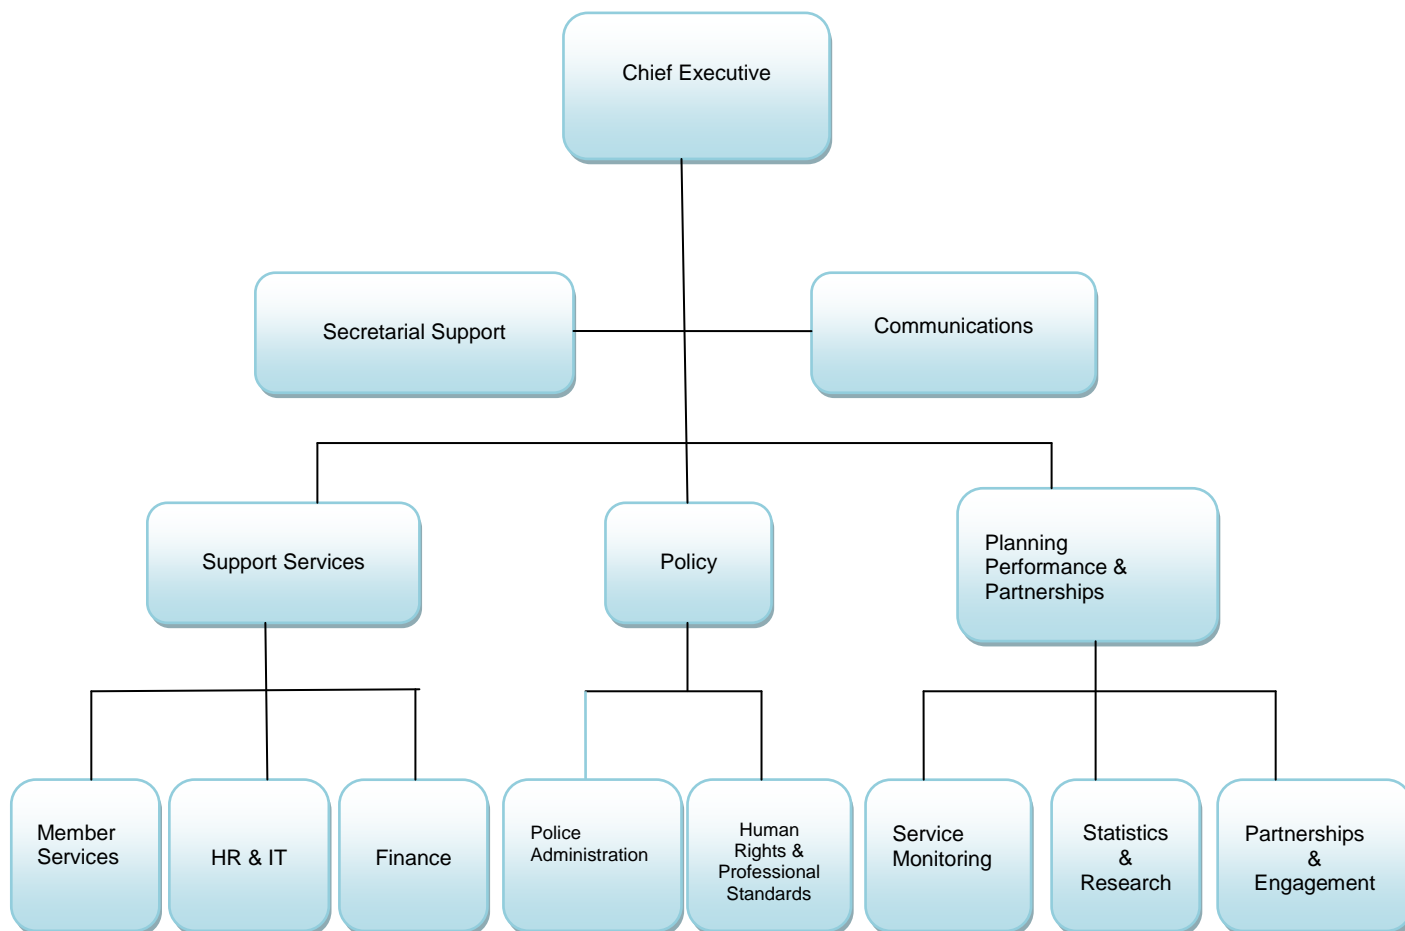 Chief Executive
Secretarial Support
Communications
Support Services
Policy
Planning
Performance &
Partnerships
Member
Services
HR & IT
Finance
Police
Administration
Human
Rights &
Professional
Standards
Service
Monitoring
Statistics
&
Research
Partnerships
&
Engagement